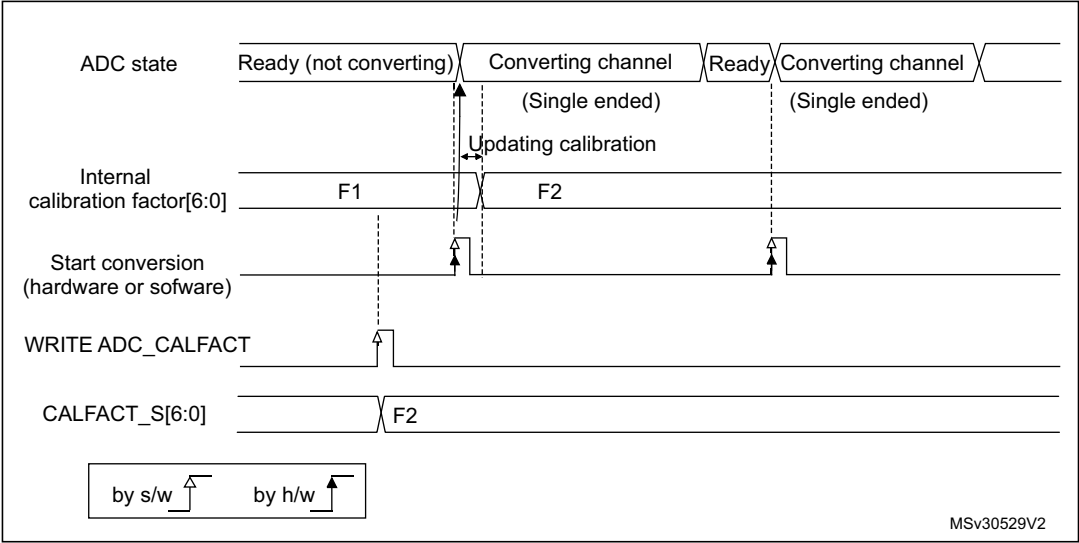 ADC state
Ready (not converting)
Converting channel
Ready
Converting channel
(Single ended)
(Single ended)
Updating calibration
Internal
calibration factor[6:0]
F1
F2
Start conversion
(hardware or sofware)
WRITE ADC_CALFACT
CALFACT_S[6:0]
F2
by s/w
by h/w
MSv30529V2